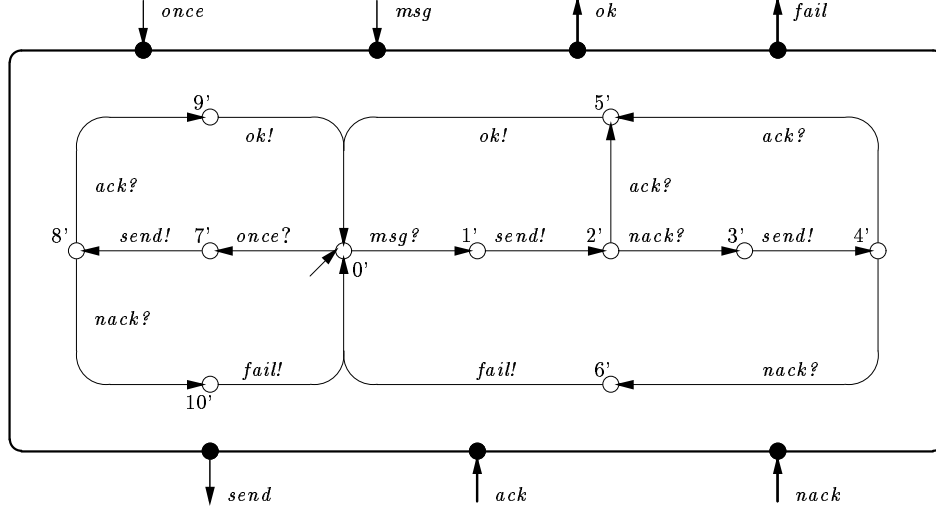 once msg ok fail
9' 5'
ok! ok! ack?
ack? ack?
8' send! 7' once? msg? 1' send! 2' nack? 3' send! 4'
0'
nack?
fail! fail! 6' nack?
10'
send ack nack